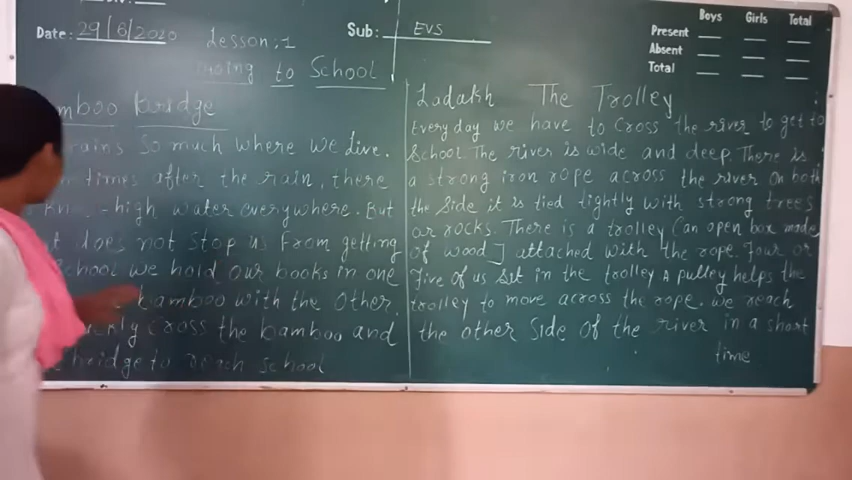 Date: 29/6/2020
Lesson:1
Sub: EVS
Boys Girls Total
Present
Absent
Total
to School
Bridge
rains so much where we live.
times after the rain, there
-high water everywhere. But
does not stop us From getting
School we hold our books in one
bamboo with the other.
cross the bamboo and
bridge to reach school
Ladakh The Trolley
Everyday we have to cross the river to get to
School. The river is wide and deep. There is
a strong iron rope across the river On both
the side it is tied tightly with strong trees
or rocks. There is a trolley (an open box made
of wood] attached with the rope. Four or
Five of us sit in the trolley A pulley helps the
trolley to move across the rope. we reach
the other side of the river in a short
time